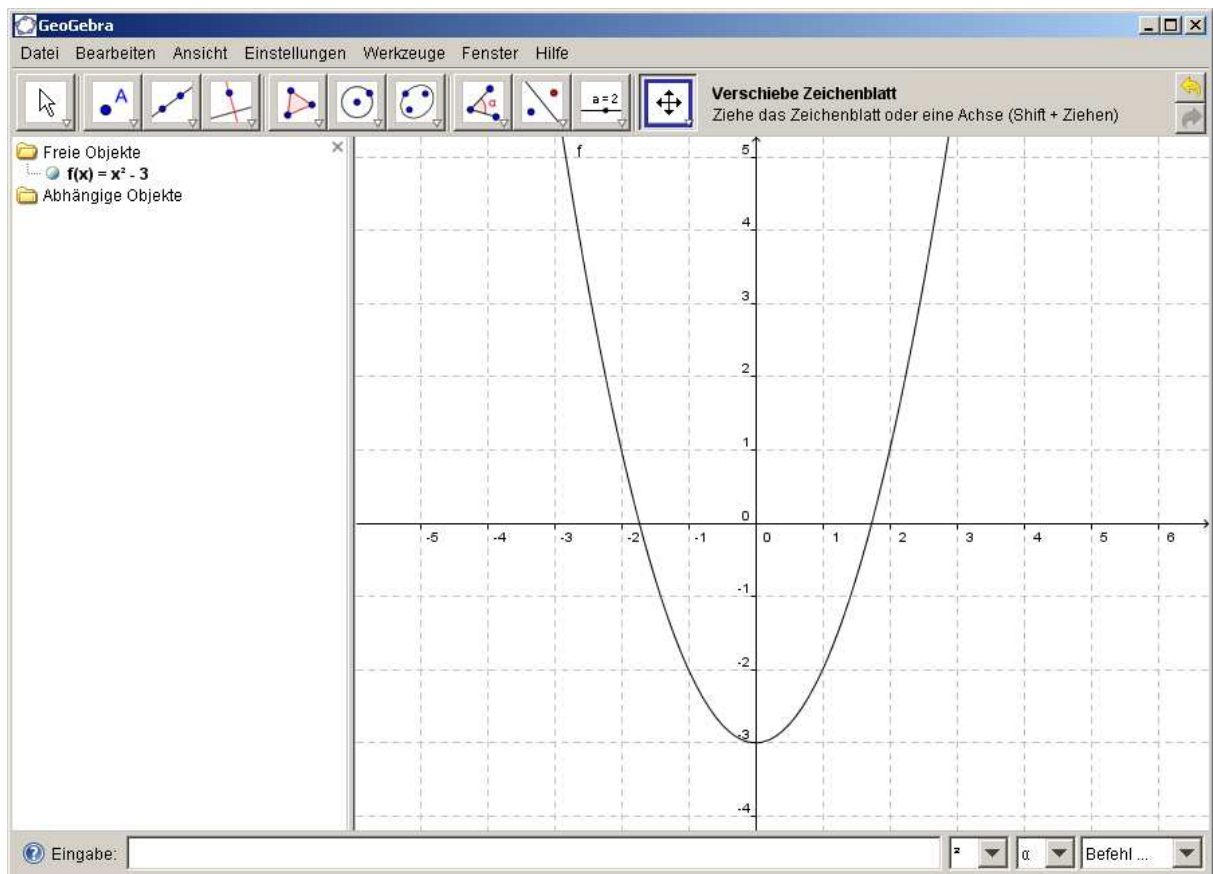 GeoGebra
Datei Bearbeiten Ansicht Einstellungen Werkzeuge Fenster Hilfe
A
α
a = 2
Verschiebe Zeichenblatt
Ziehe das Zeichenblatt oder eine Achse (Shift + Ziehen)
Freie Objekte
f(x) = x² - 3
Abhängige Objekte
f
5
4
3
2
1
0
-5 -4 -3 -2 -1 0 1 2 3 4 5 6
-1
-2
-3
-4
Eingabe:
² α Befehl ...